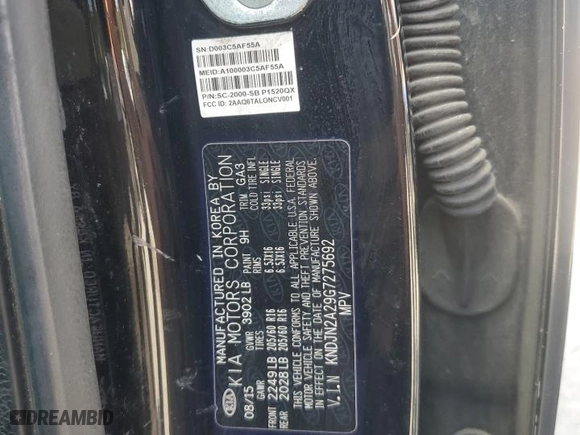 SN:D003C5AF55A
MEID:A100003C5AF55A
P/N:SC-2000-SB P1520QX
FCC ID: 2AAQ6TALONCV001
MANUFACTURED IN KOREA BY
KIA MOTORS CORPORATION
08/15 GVWR 3902 LB PAINT 9H TRIM GA3
GAWR RIMS COLD TIRE INFL
FRONT 2249 LB 205/60 R16 6.5JX16 33psi SINGLE
REAR 2028 LB 205/60 R16 6.5JX16 33psi SINGLE
THIS VEHICLE CONFORMS TO ALL APPLICABLE U.S.A. FEDERAL
MOTOR VEHICLE SAFETY AND THEFT PREVENTION STANDARDS
IN EFFECT ON THE DATE OF MANUFACTURE SHOWN ABOVE.
V.I.N KNDJN2A29G7275692
MPV
KIA
DREAMBID